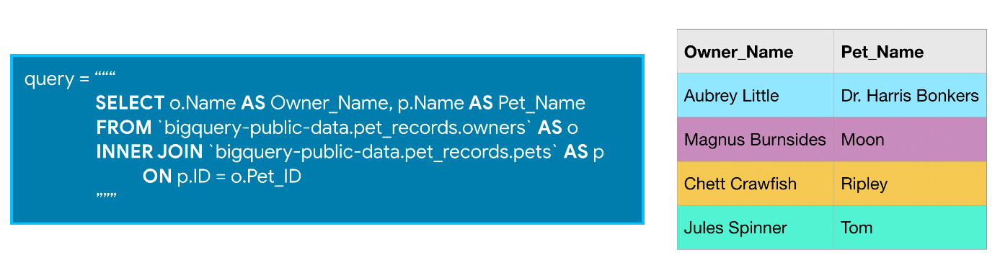 query = “““
SELECT o.Name AS Owner_Name, p.Name AS Pet_Name
FROM `bigquery-public-data.pet_records.owners` AS o
INNER JOIN `bigquery-public-data.pet_records.pets` AS p
ON p.ID = o.Pet_ID
”””
Owner_Name Pet_Name
Aubrey Little Dr. Harris Bonkers
Magnus Burnsides Moon
Chett Crawfish Ripley
Jules Spinner Tom